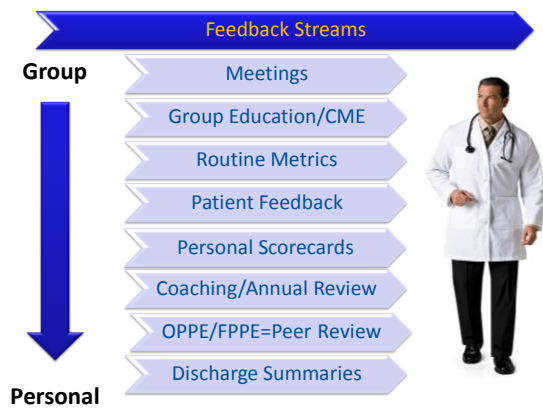 Feedback Streams
Group
Meetings
Group Education/CME
Routine Metrics
Patient Feedback
Personal Scorecards
Coaching/Annual Review
OPPE/FPPE=Peer Review
Discharge Summaries
Personal